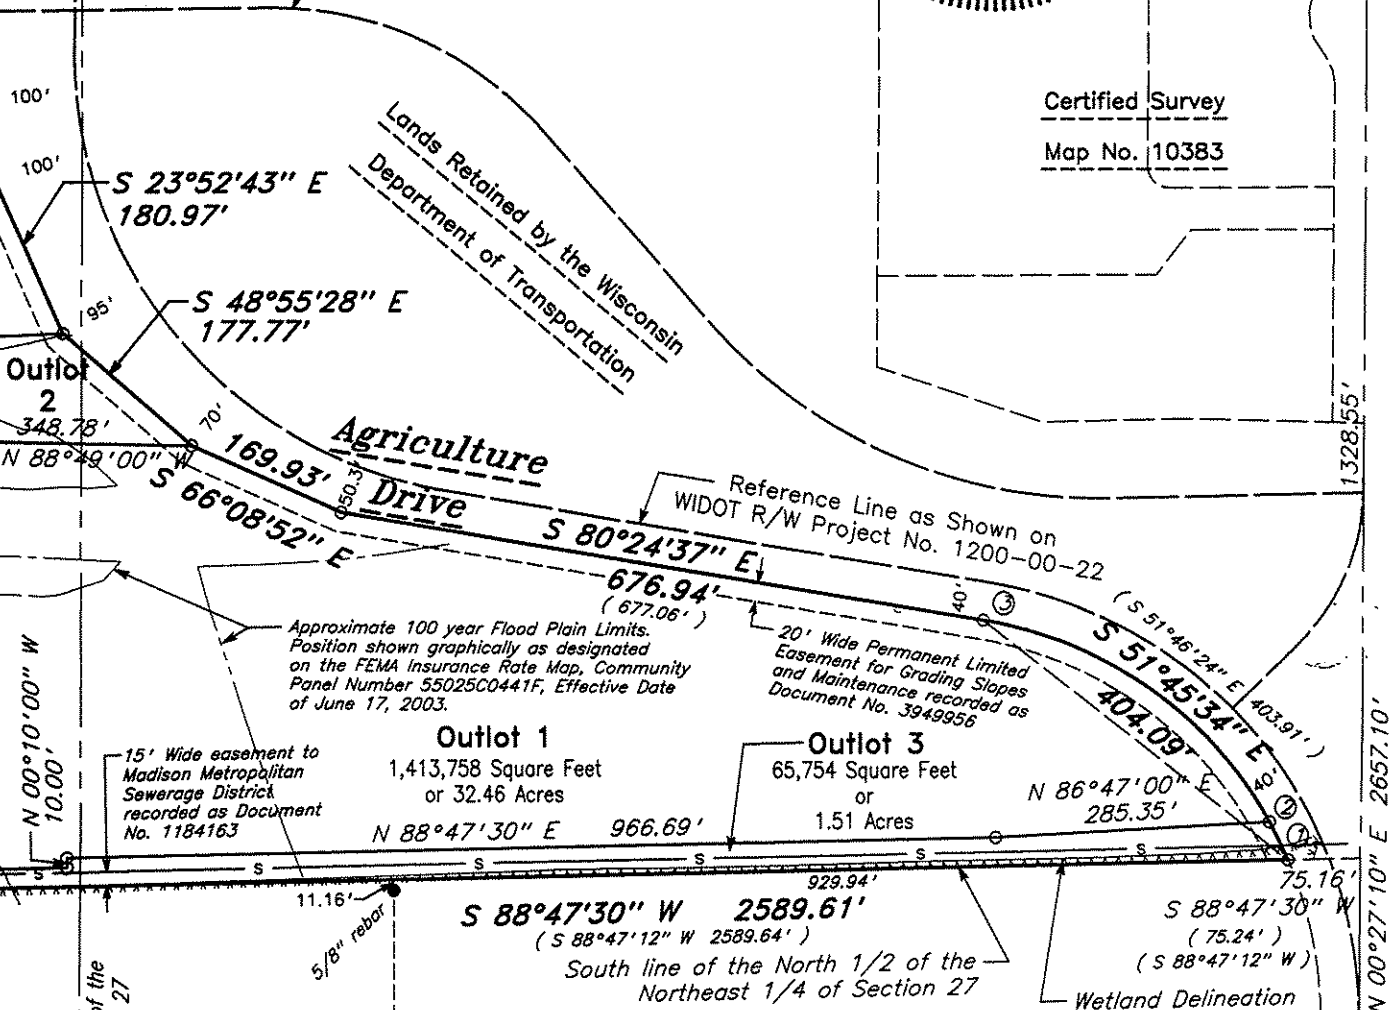 100'
100'
S 23°52'43" E
180.97'
95'
S 48°55'28" E
177.77'
Outlot
2
348.78'
N 88°49'00" W
70'
169.93'
S 66°08'52" E
50.3'
Lands Retained by the Wisconsin
Department of Transportation
Agriculture
Drive
Certified Survey
Map No. 10383
1328.55'
Reference Line as Shown on
WIDOT R/W Project No. 1200-00-22
S 80°24'37" E
676.94'
( 677.06' )
40'
3
( S 51°46'24" E 403.91' )
S 51°45'34" E
404.09'
40'
2
1
Approximate 100 year Flood Plain Limits.
Position shown graphically as designated
on the FEMA Insurance Rate Map, Community
Panel Number 55025C0441F, Effective Date
of June 17, 2003.
20' Wide Permanent Limited
Easement for Grading Slopes
and Maintenance recorded as
Document No. 3949956
N 00°10'00" W
10.00'
15' Wide easement to
Madison Metropolitan
Sewerage District
recorded as Document
No. 1184163
Outlot 1
1,413,758 Square Feet
or 32.46 Acres
Outlot 3
65,754 Square Feet
or
1.51 Acres
N 88°47'30" E 966.69'
N 86°47'00" E
285.35'
S S S S S S
11.16'
5/8" rebar
929.94'
S 88°47'30" W 2589.61'
( S 88°47'12" W 2589.64' )
South line of the North 1/2 of the
Northeast 1/4 of Section 27
75.16'
S 88°47'30" W
( 75.24' )
( S 88°47'12" W )
Wetland Delineation
N 00°27'10" E 2657.10'
of the
27